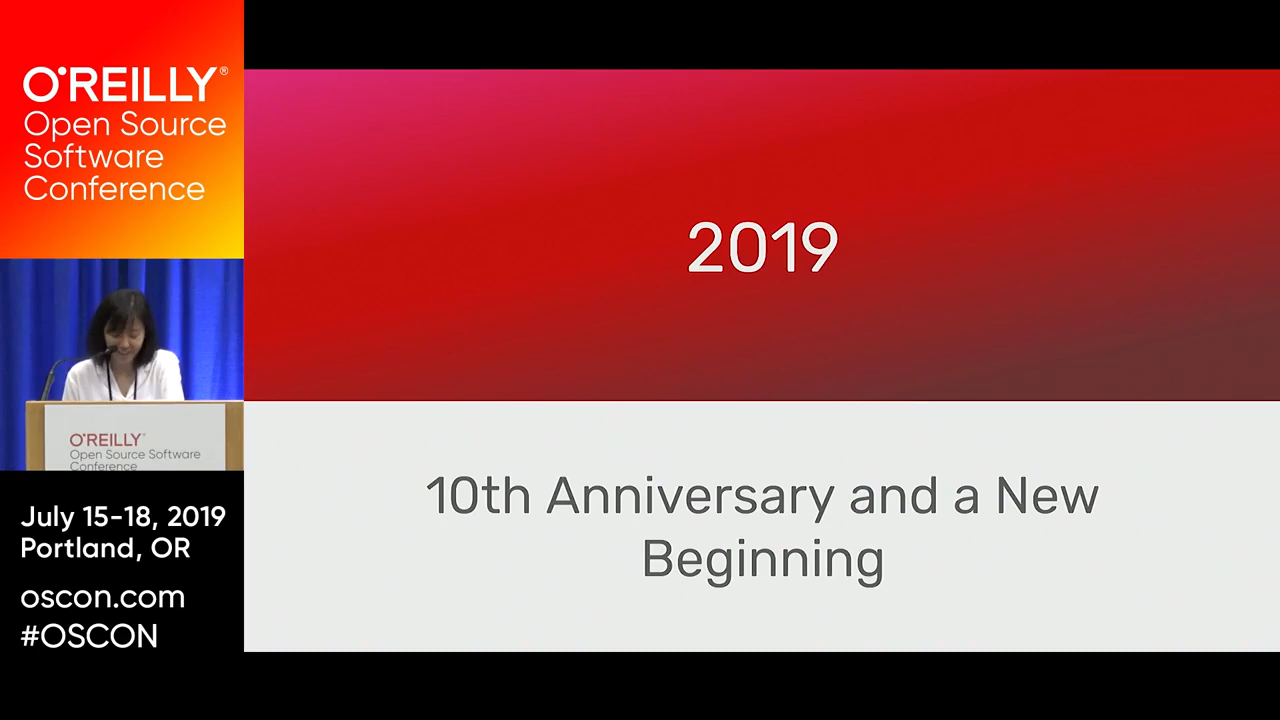 O'REILLY®
Open Source
Software
Conference
O'REILLY®
Open Source Software
Conference
July 15-18, 2019
Portland, OR
oscon.com
#OSCON
2019
10th Anniversary and a New
Beginning